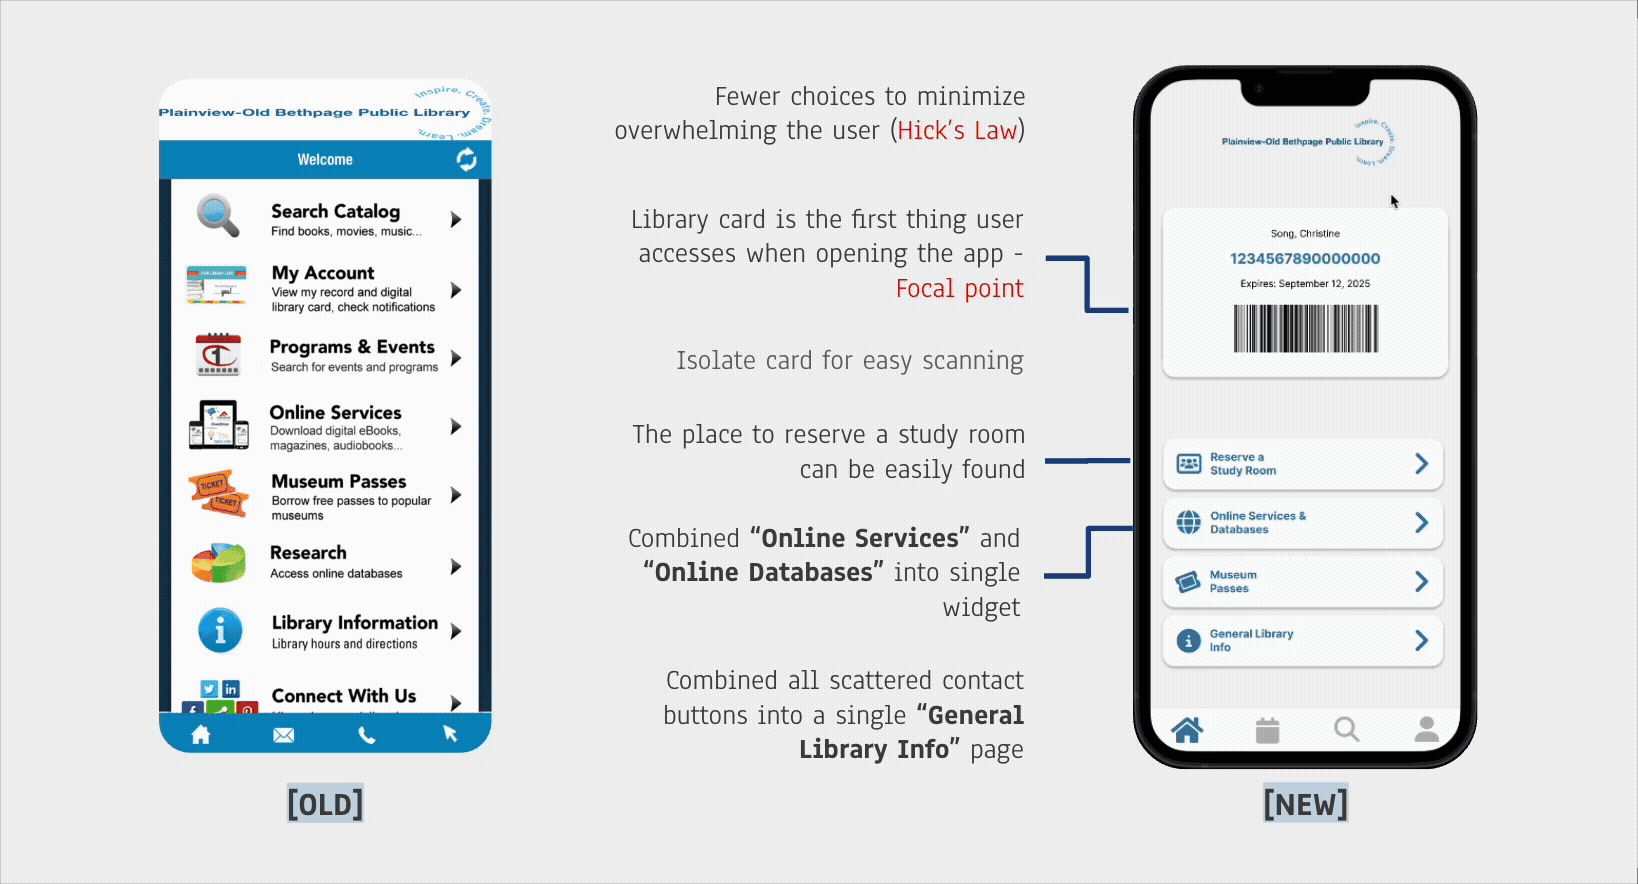 Inspire. Create. Dream. Learn.
Plainview-Old Bethpage Public Library
Welcome
Search Catalog
Find books, movies, music...
My Account
View my record and digital
library card, check notifications
1
Programs & Events
Search for events and programs
Online Services
Download digital eBooks,
magazines, audiobooks...
TICKET
TICKET
Museum Passes
Borrow free passes to popular
museums
Research
Access online databases
i
Library Information
Library hours and directions
in
f
Connect With Us
[OLD]
Fewer choices to minimize
overwhelming the user (Hick's Law)
Library card is the first thing user
accesses when opening the app -
Focal point
Isolate card for easy scanning
The place to reserve a study room
can be easily found
Combined “Online Services” and
“Online Databases” into single
widget
Combined all scattered contact
buttons into a single “General
Library Info” page
Inspire. Create. Dream. Learn.
Plainview-Old Bethpage Public Library
Song, Christine
1234567890000000
Expires: September 12, 2025
Reserve a
Study Room
Online Services &
Databases
Museum
Passes
i
General Library
Info
[NEW]